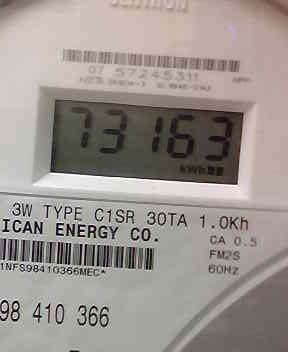 CENTRON
07 57245311
73163
kWh
3W TYPE C1SR 30TA 1.0Kh
ICAN ENERGY CO.
CA 0.5
FM2S
60Hz
1NFS98410366MEC*
98 410 366